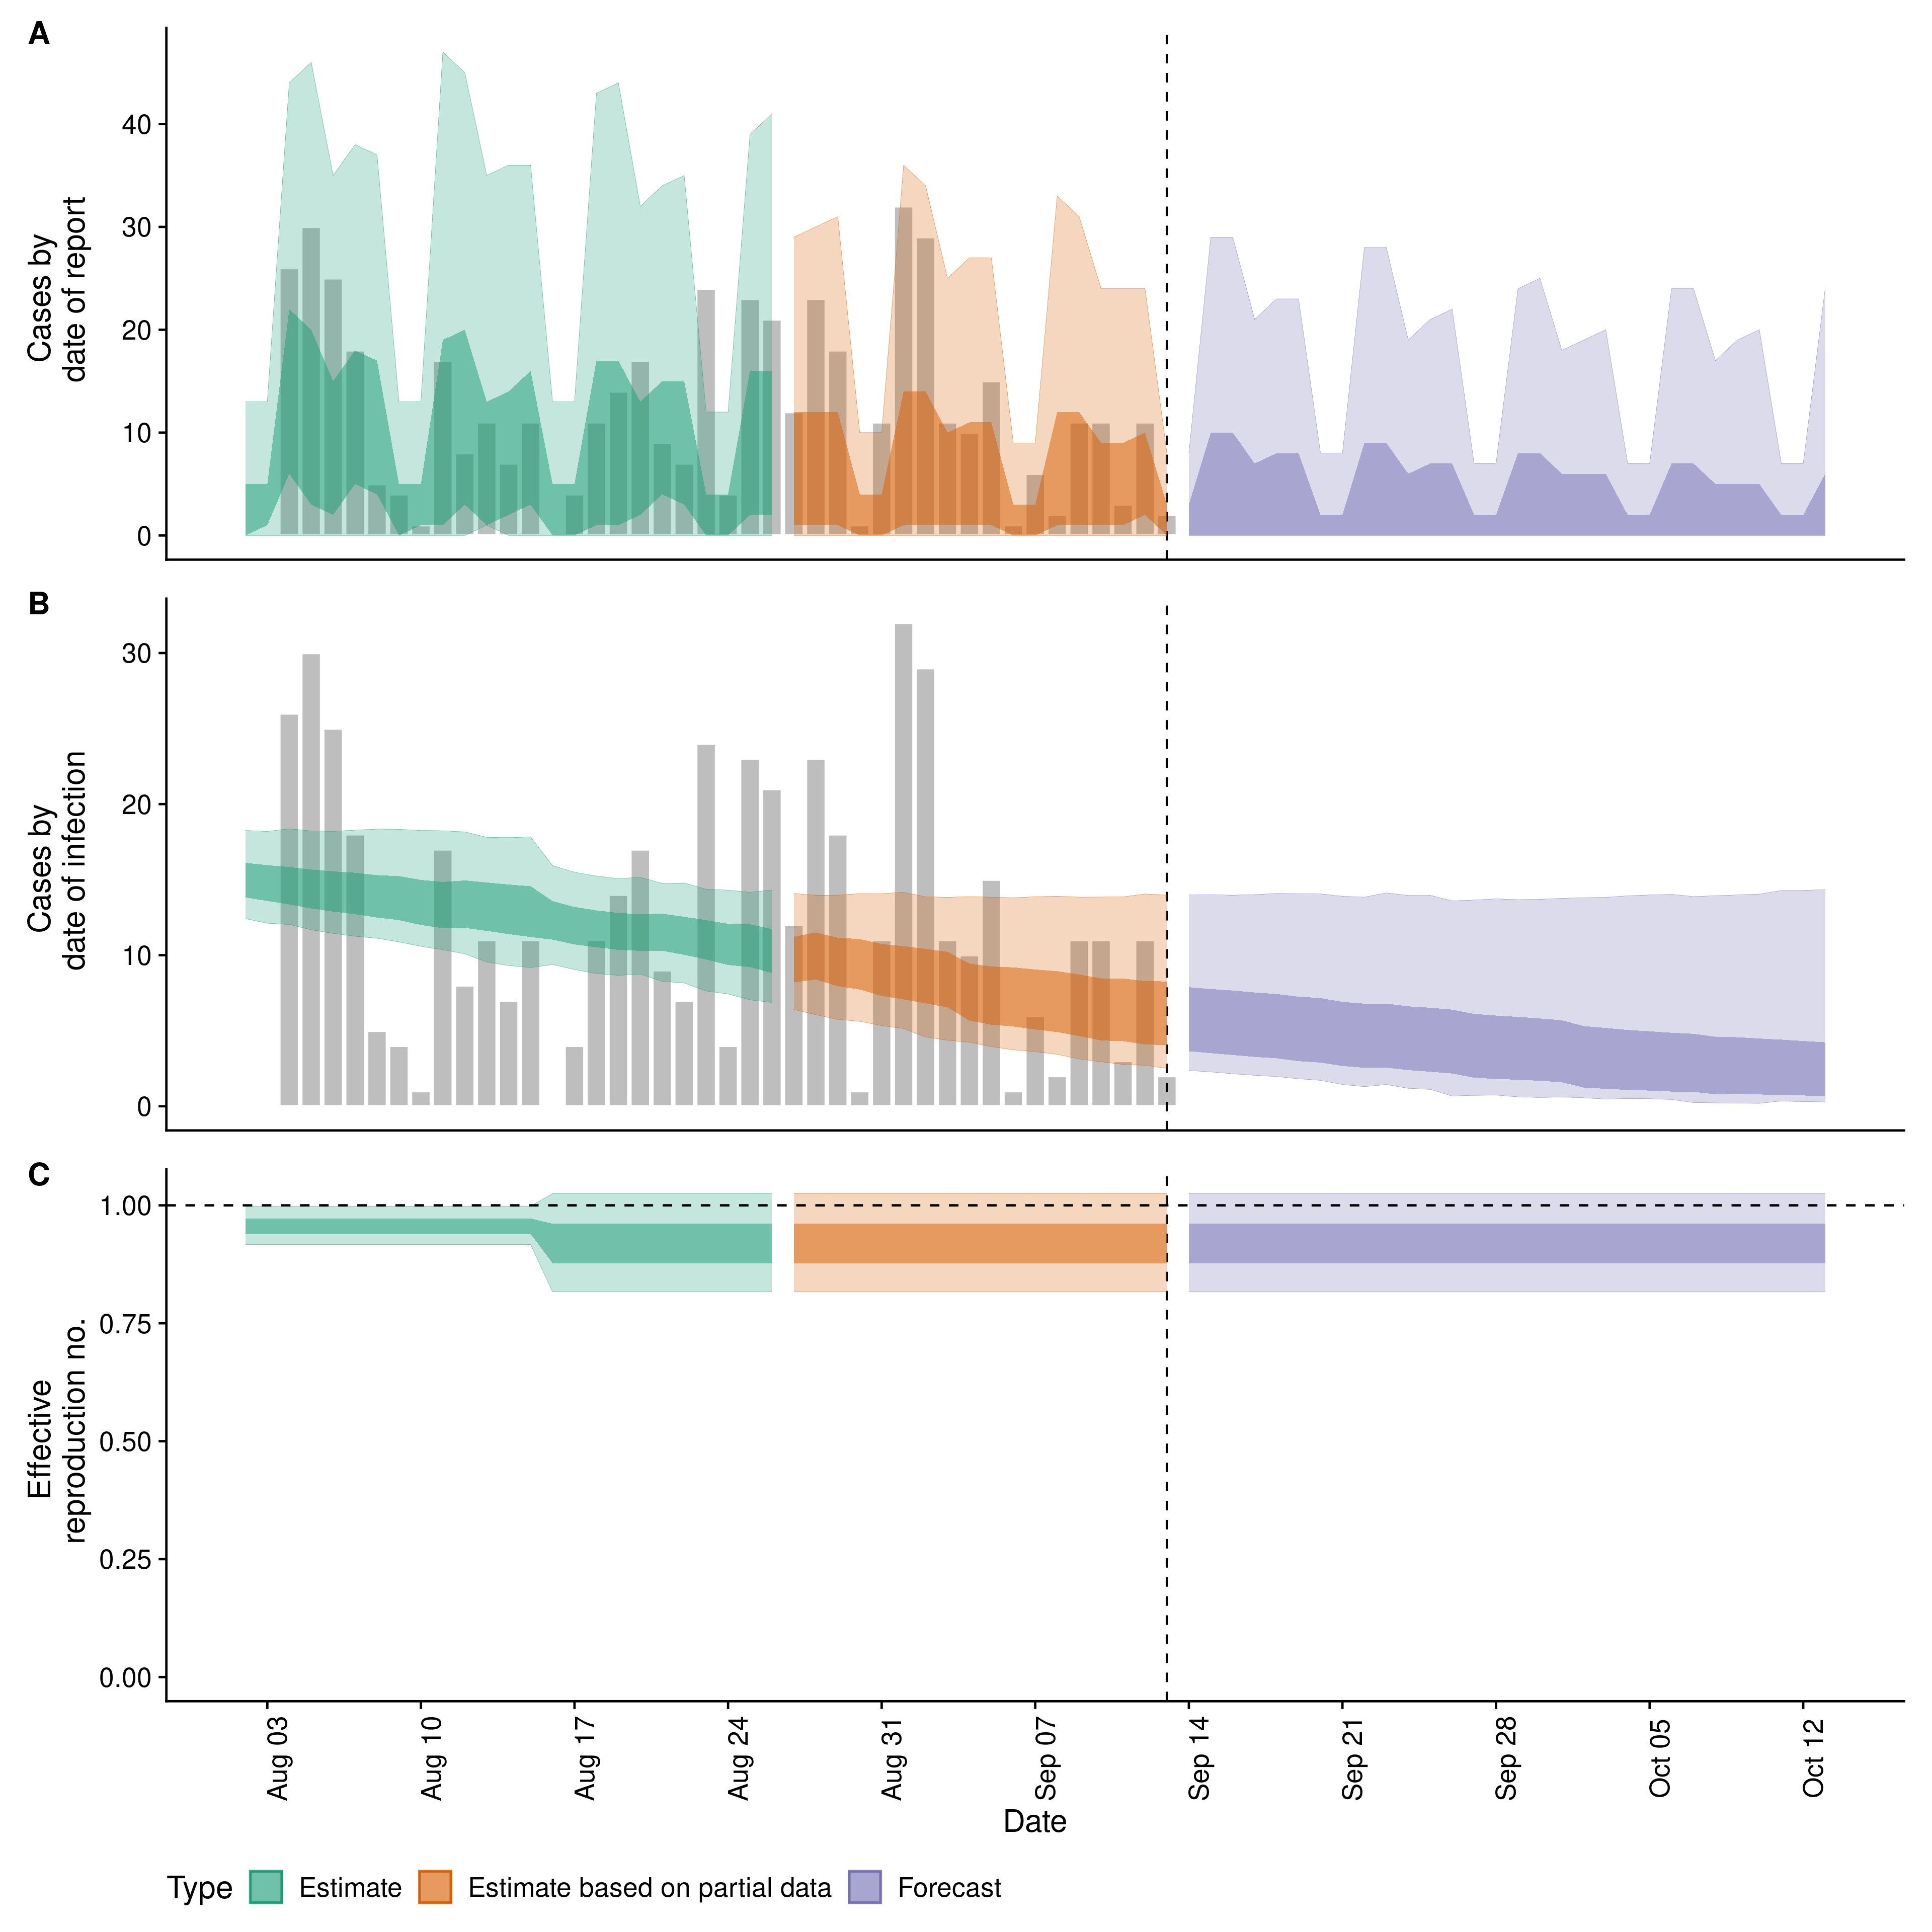 A
Cases by
date of report
40
30
20
10
0
B
Cases by
date of infection
30
20
10
0
C
Effective
reproduction no.
1.00
0.75
0.50
0.25
0.00
Aug 03
Aug 10
Aug 17
Aug 24
Aug 31
Sep 07
Sep 14
Sep 21
Sep 28
Oct 05
Oct 12
Date
Type Estimate Estimate based on partial data Forecast